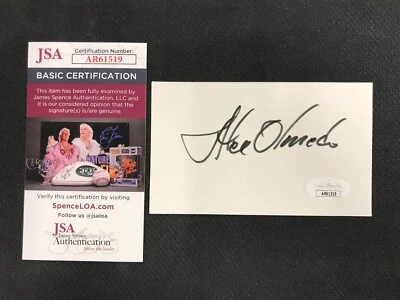 JSA
Certification Number:
AR61519
BASIC CERTIFICATION
This item has been fully examined by
James Spence Authentication, LLC and
it is our considered opinion that the
signature(s) is/are genuine.
Verify this certification by visiting
SpenceLOA.com
Follow us @jsaloa
JSA
James Spence
Authentication
Alex Olmedo
AR61519